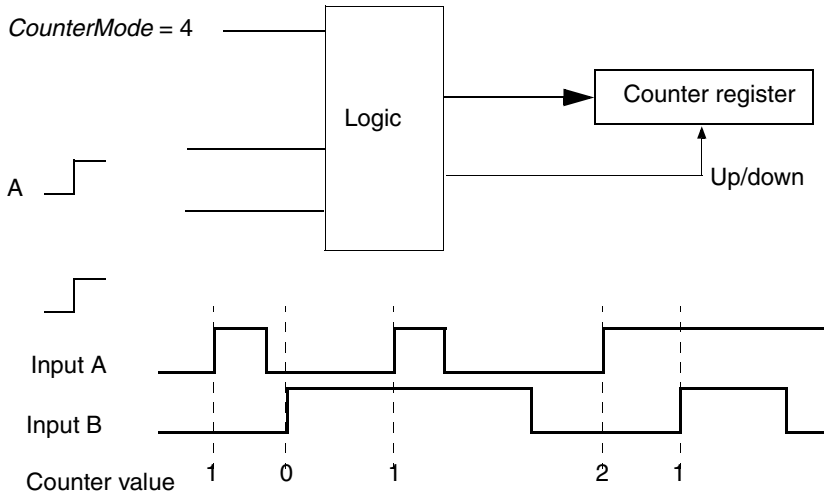 CounterMode = 4
Logic
Counter register
A
Up/down
Input A
Input B
Counter value 1 0 1 2 1